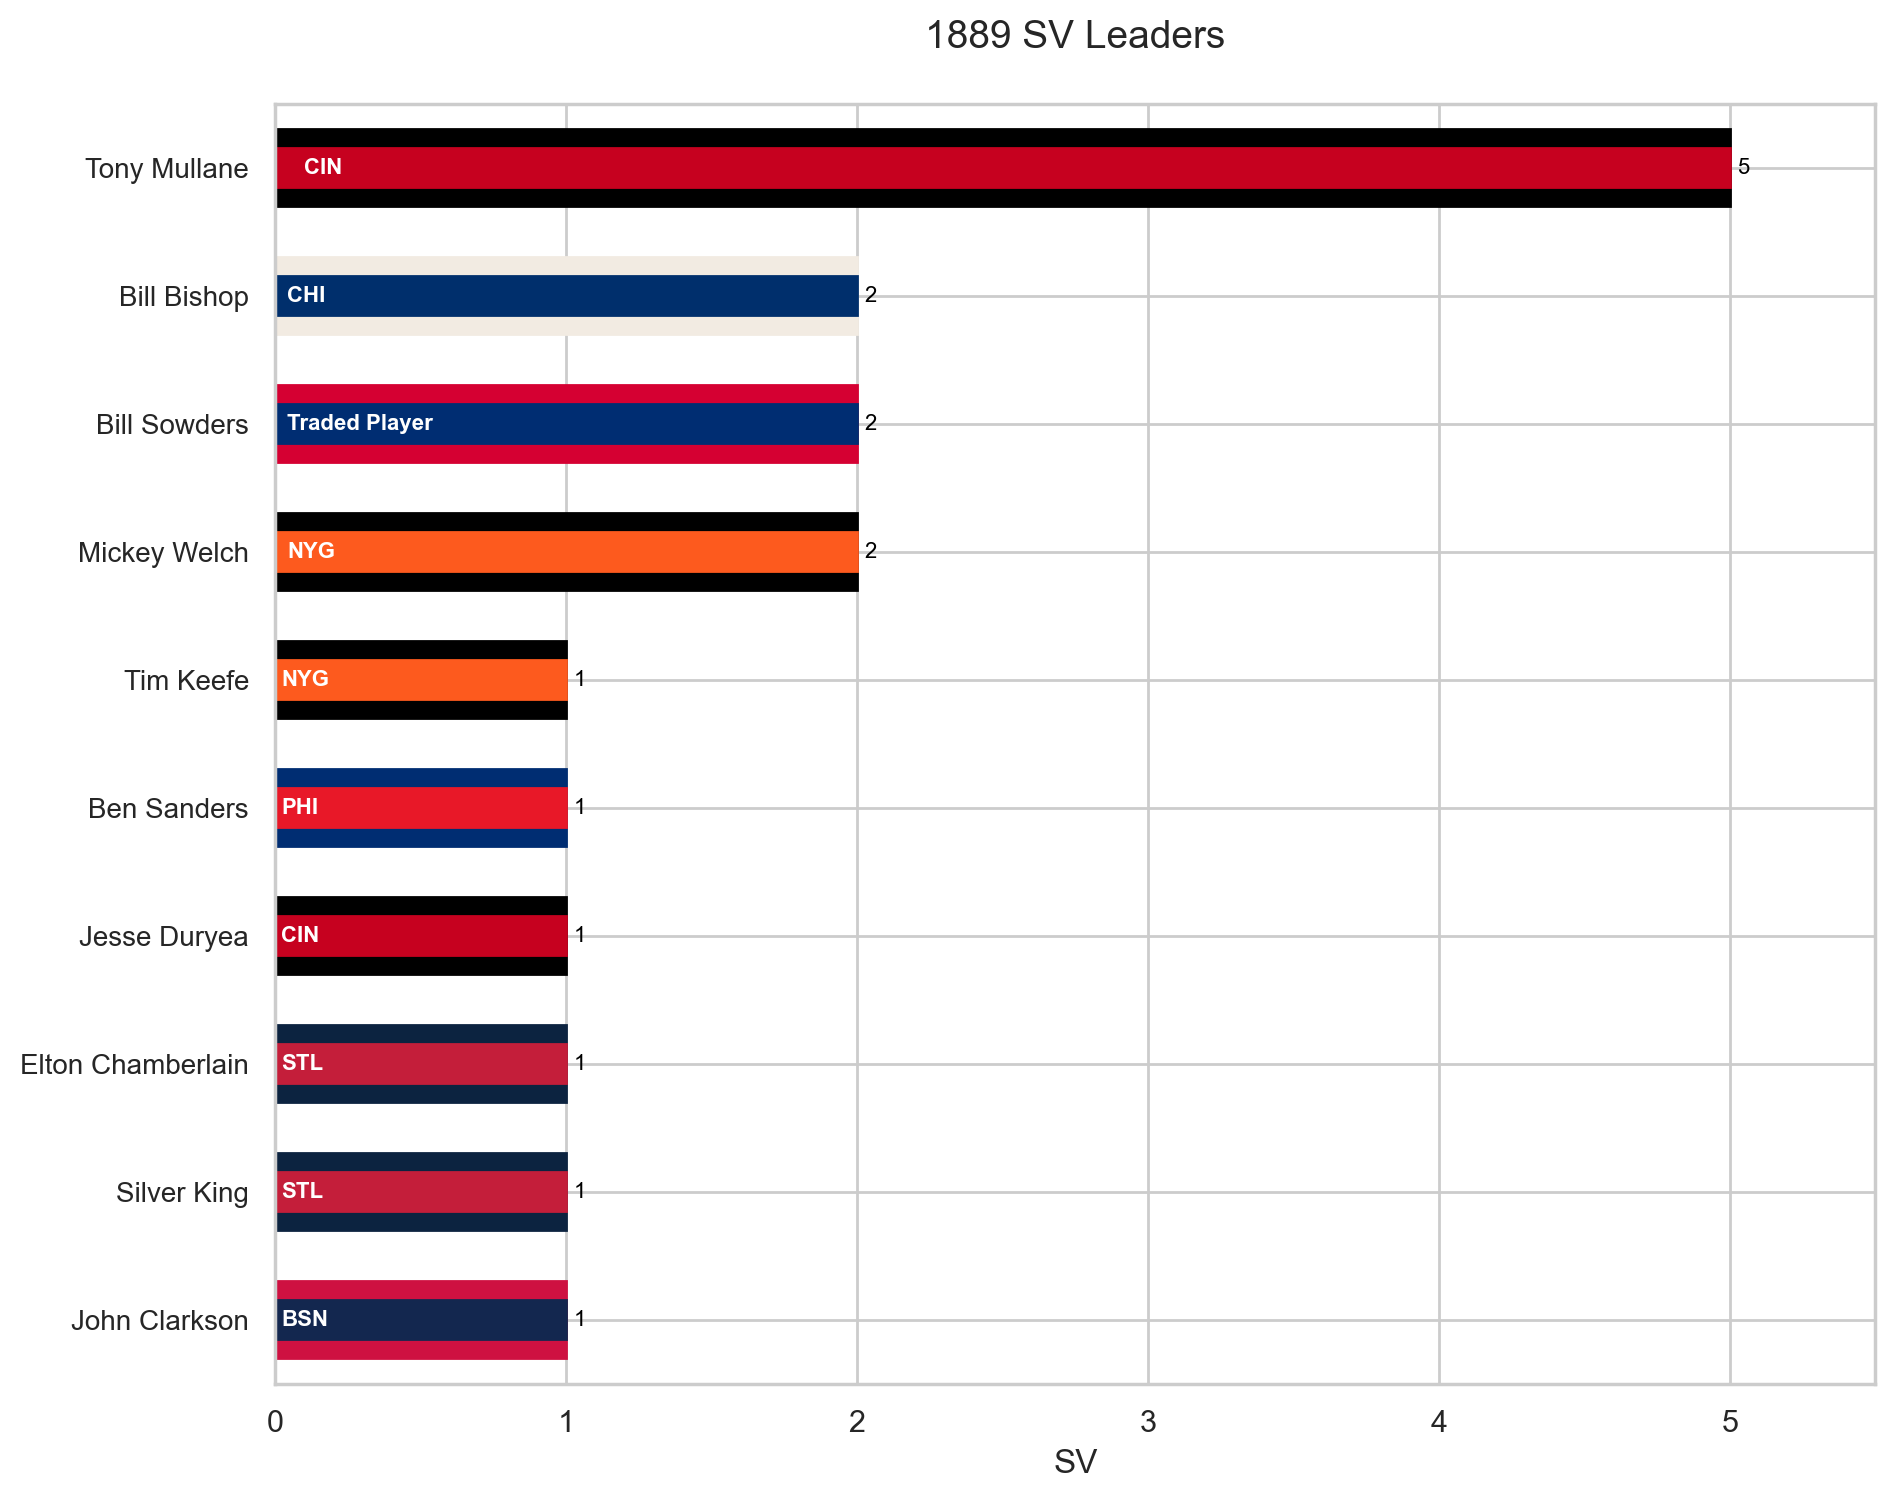 1889 SV Leaders
Tony Mullane
CIN
5
Bill Bishop
CHI
2
Bill Sowders
Traded Player
2
Mickey Welch
NYG
2
Tim Keefe
NYG
1
Ben Sanders
PHI
1
Jesse Duryea
CIN
1
Elton Chamberlain
STL
1
Silver King
STL
1
John Clarkson
BSN
1
0 1 2 3 4 5
SV